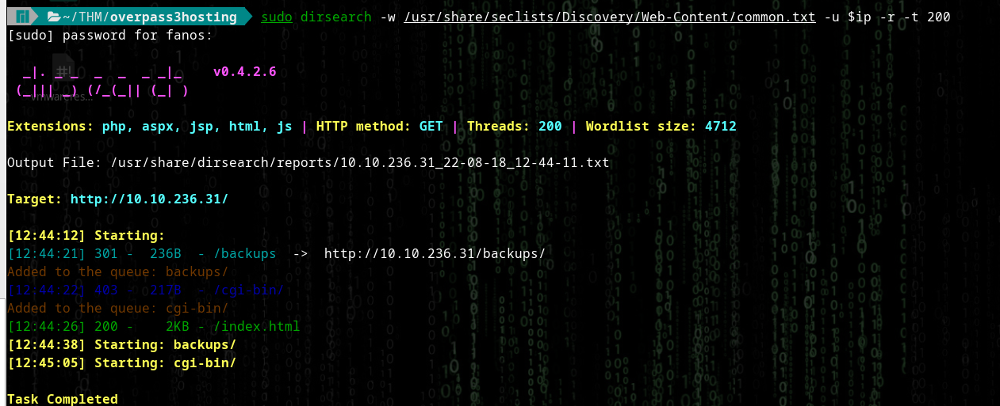 ~/THM/overpass3hosting sudo dirsearch -w /usr/share/seclists/Discovery/Web-Content/common.txt -u $ip -r -t 200
[sudo] password for fanos:
_|. _ _  _  _  _ _|_    v0.4.2.6
(_||| _) (/_(_|| (_| )
vmwareres...
Extensions: php, aspx, jsp, html, js | HTTP method: GET | Threads: 200 | Wordlist size: 4712
Output File: /usr/share/dirsearch/reports/10.10.236.31_22-08-18_12-44-11.txt
Target: http://10.10.236.31/
[12:44:12] Starting:
[12:44:21] 301 -  236B  - /backups  ->  http://10.10.236.31/backups/
Added to the queue: backups/
[12:44:22] 403 -  217B  - /cgi-bin/
Added to the queue: cgi-bin/
[12:44:26] 200 -    2KB - /index.html
[12:44:38] Starting: backups/
[12:45:05] Starting: cgi-bin/
Task Completed